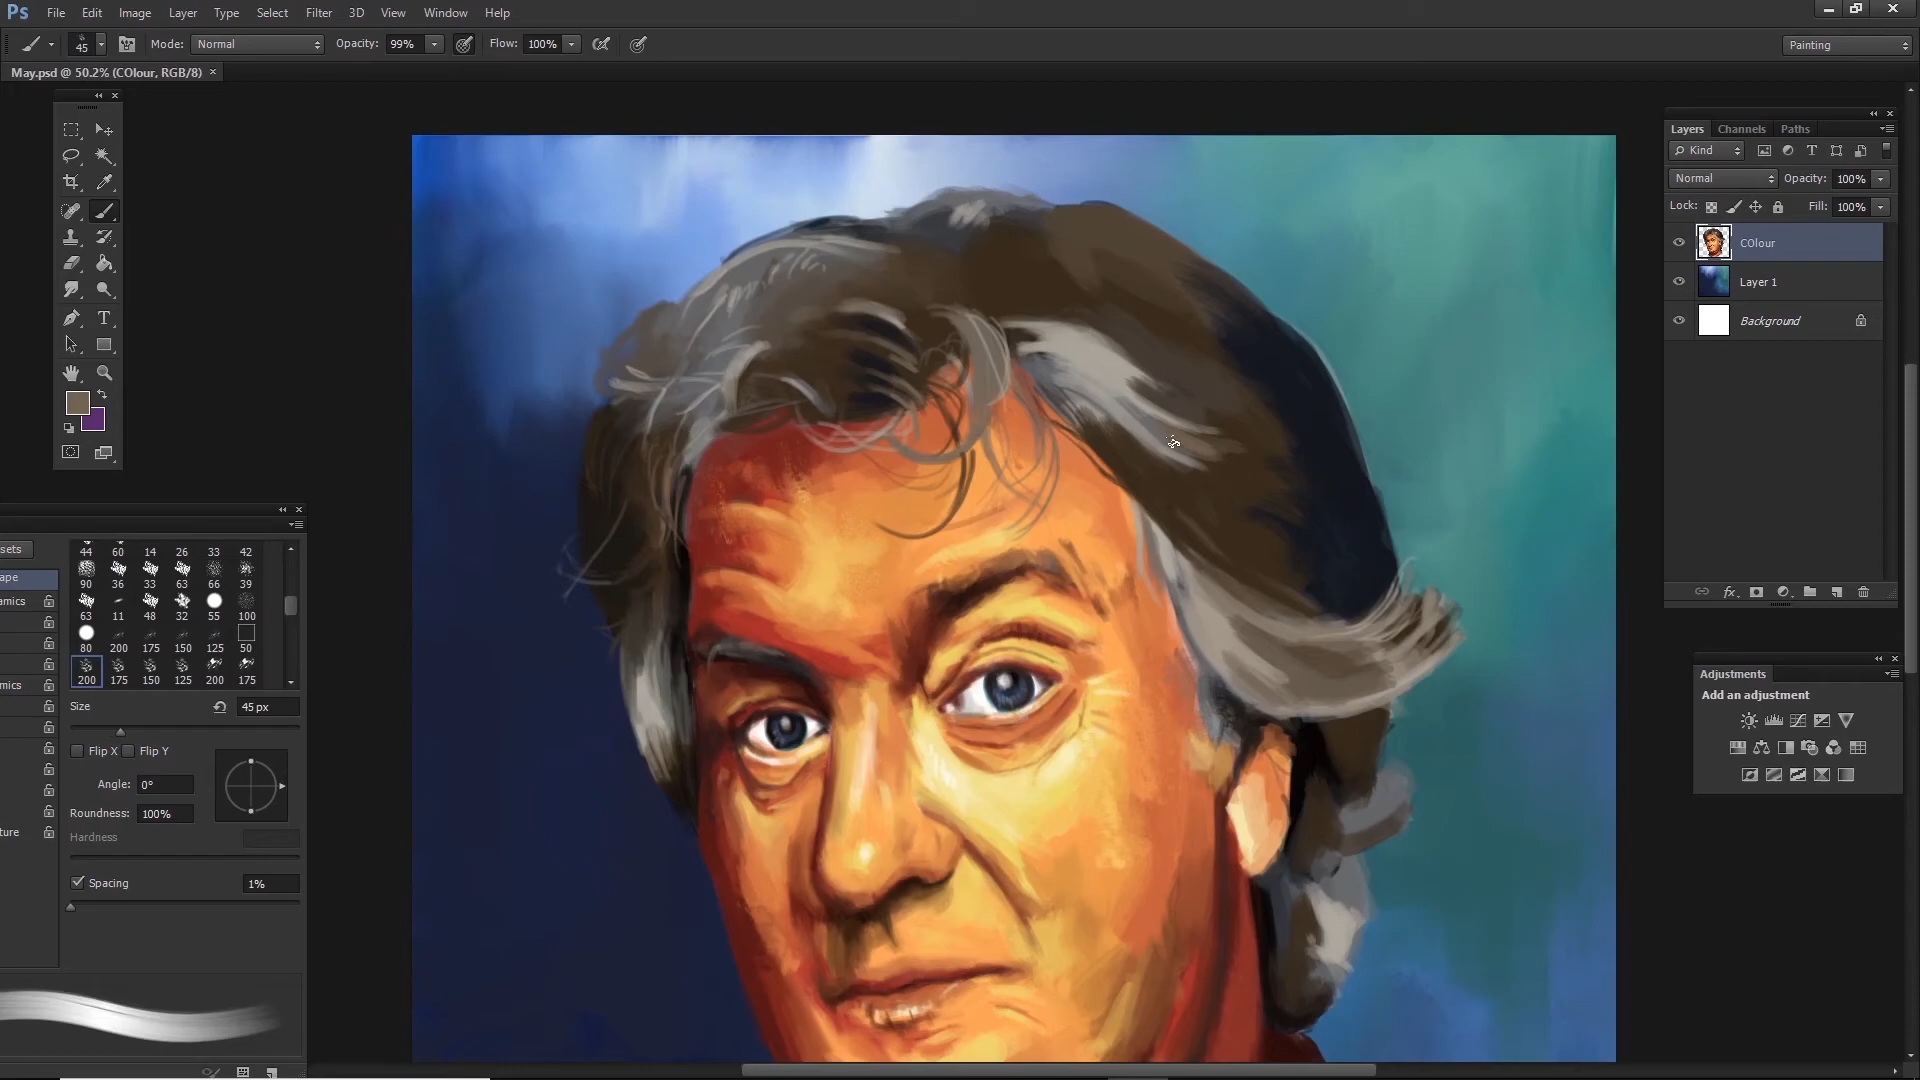 Ps File Edit Image Layer Type Select Filter 3D View Window Help
45 Mode: Normal Opacity: 99% Flow: 100% Painting
May.psd @ 50.2% (COlour, RGB/8) ×
Layers Channels Paths
Kind
Normal Opacity: 100%
Lock: Fill: 100%
COlour
Layer 1
Background
T
sets
ape
amics
amics
ture
44 60 14 26 33 42
90 36 33 63 66 39
63 11 48 32 55 100
80 200 175 150 125 50
200 175 150 125 200 175
Size 45 px
Flip X Flip Y
Angle: 0°
Roundness: 100%
Hardness
Spacing 1%
Adjustments
Add an adjustment